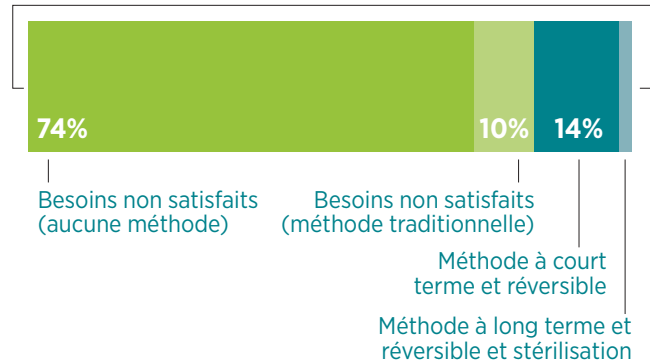 74%
10%
14%
Besoins non satisfaits
(aucune méthode)
Besoins non satisfaits
(méthode traditionnelle)
Méthode à court
terme et réversible
Méthode à long terme et
réversible et stérilisation